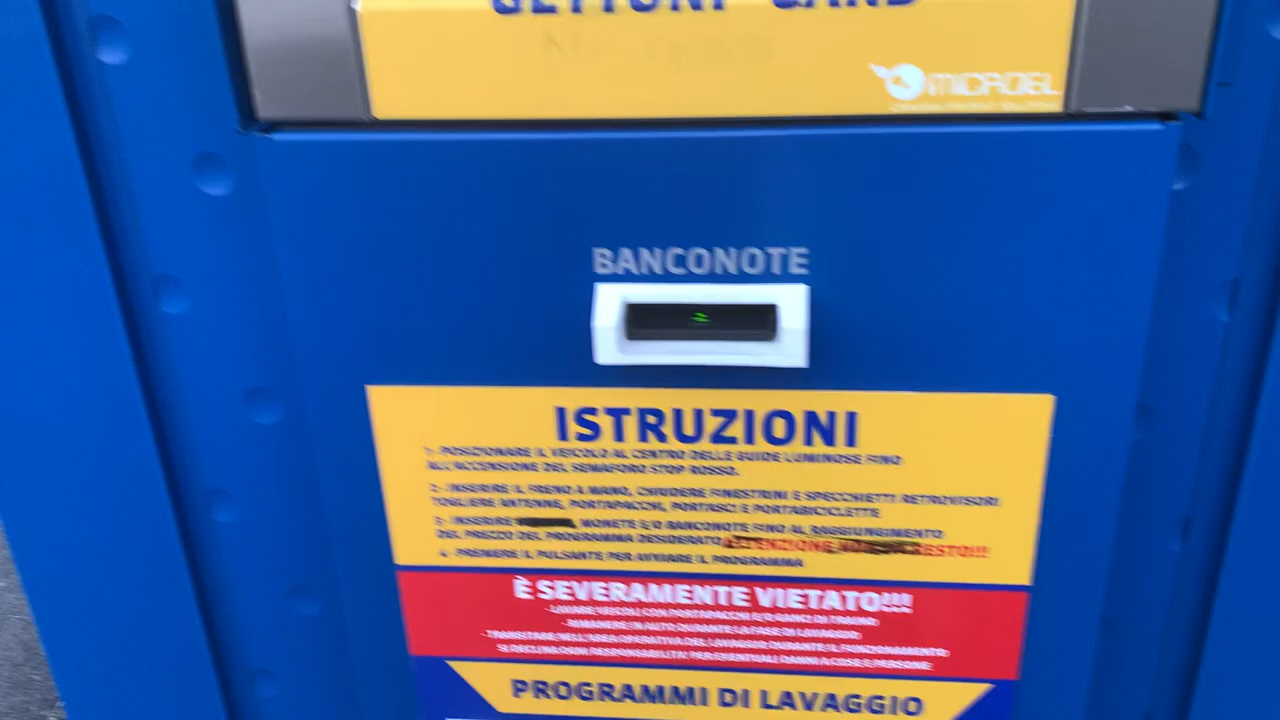 GETTONI CARD
MICROEL
BANCONOTE
ISTRUZIONI
1- POSIZIONARE IL VEICOLO AL CENTRO DELLE GUIDE LUMINOSE FINO
ALL'ACCENSIONE DEL SEMAFORO STOP ROSSO.
2- INSERIRE IL FRENO A MANO, CHIUDERE FINESTRINI E SPECCHIETTI RETROVISORI
TOGLIERE ANTENNE, PORTAPACCHI, PORTASCI E PORTABICICLETTE
3- INSERIRE MONETE E/O BANCONOTE FINO AL RAGGIUNGIMENTO
DEL PREZZO DEL PROGRAMMA DESIDERATO ATTENZIONE RESTO!!!
4. PREMERE IL PULSANTE PER AVVIARE IL PROGRAMMA
È SEVERAMENTE VIETATO!!!
- LAVARE VEICOLI CON PORTAPACCHI E/O GANCI DI TRAINO
- RIMANERE IN AUTO DURANTE LA FASE DI LAVAGGIO
- TRANSITARE NELL'AREA OPERATIVA DEL LAVAGGIO DURANTE IL FUNZIONAMENTO
SI DECLINA OGNI RESPONSABILITÀ PER EVENTUALI DANNI A COSE E PERSONE
PROGRAMMI DI LAVAGGIO